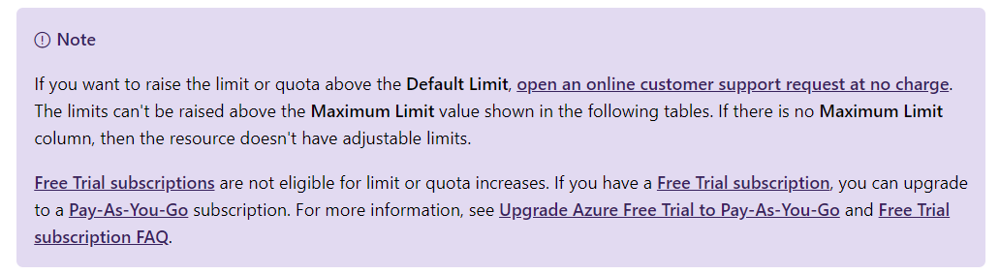 Note
If you want to raise the limit or quota above the Default Limit, open an online customer support request at no charge.
The limits can't be raised above the Maximum Limit value shown in the following tables. If there is no Maximum Limit
column, then the resource doesn't have adjustable limits.
Free Trial subscriptions are not eligible for limit or quota increases. If you have a Free Trial subscription, you can upgrade
to a Pay-As-You-Go subscription. For more information, see Upgrade Azure Free Trial to Pay-As-You-Go and Free Trial
subscription FAQ.